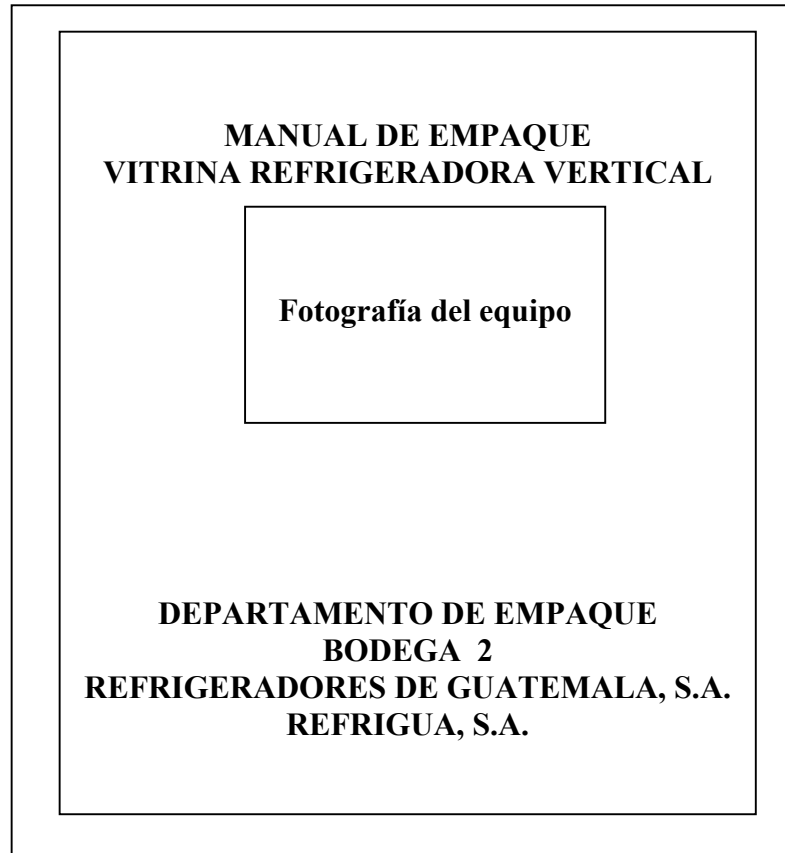 MANUAL DE EMPAQUE
VITRINA REFRIGERADORA VERTICAL
Fotografía del equipo
DEPARTAMENTO DE EMPAQUE
BODEGA 2
REFRIGERADORES DE GUATEMALA, S.A.
REFRIGUA, S.A.